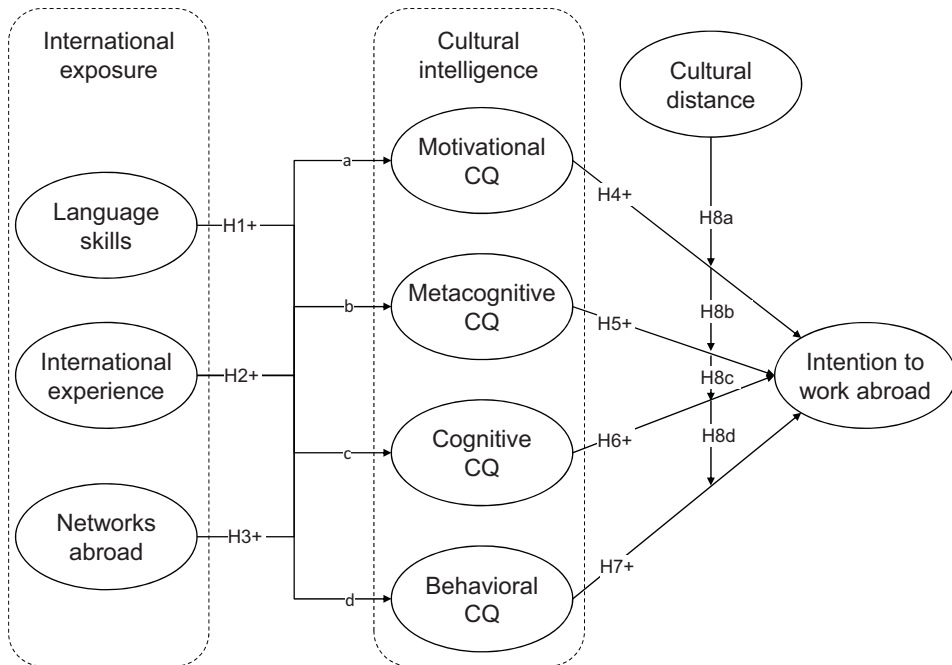 International
exposure
Language
skills
International
experience
Networks
abroad
H1+
H2+
H3+
a
b
c
d
Cultural
intelligence
Motivational
CQ
Metacognitive
CQ
Cognitive
CQ
Behavioral
CQ
H4+
H5+
H6+
H7+
Cultural
distance
H8a
H8b
H8c
H8d
Intention to
work abroad